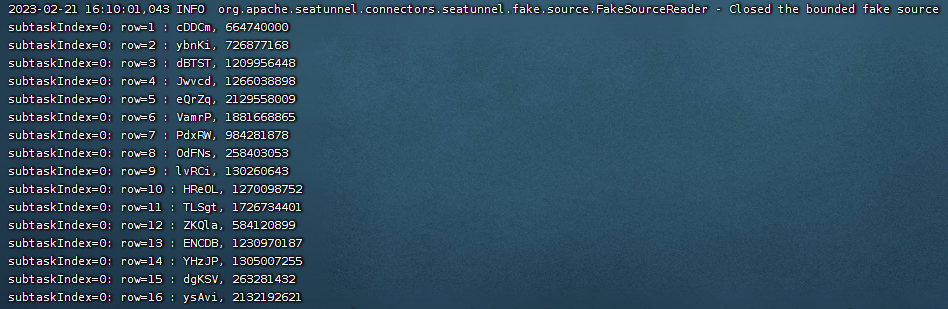 2023-02-21 16:10:01,043 INFO  org.apache.seatunnel.connectors.seatunnel.fake.source.FakeSourceReader - Closed the bounded fake source
subtaskIndex=0: row=1 : cDDCm, 664740000
subtaskIndex=0: row=2 : ybnKi, 726877168
subtaskIndex=0: row=3 : dBTST, 1209956448
subtaskIndex=0: row=4 : Jwvcd, 1266038898
subtaskIndex=0: row=5 : eQrZq, 2129558009
subtaskIndex=0: row=6 : VamrP, 1881668865
subtaskIndex=0: row=7 : PdxRW, 984281878
subtaskIndex=0: row=8 : OdFNs, 258403053
subtaskIndex=0: row=9 : lvRCi, 130260643
subtaskIndex=0: row=10 : HReOL, 1270098752
subtaskIndex=0: row=11 : TLSgt, 1726734401
subtaskIndex=0: row=12 : ZKQla, 584120899
subtaskIndex=0: row=13 : ENCDB, 1230970187
subtaskIndex=0: row=14 : YHzJP, 1305007255
subtaskIndex=0: row=15 : dgKSV, 263281432
subtaskIndex=0: row=16 : ysAvi, 2132192621